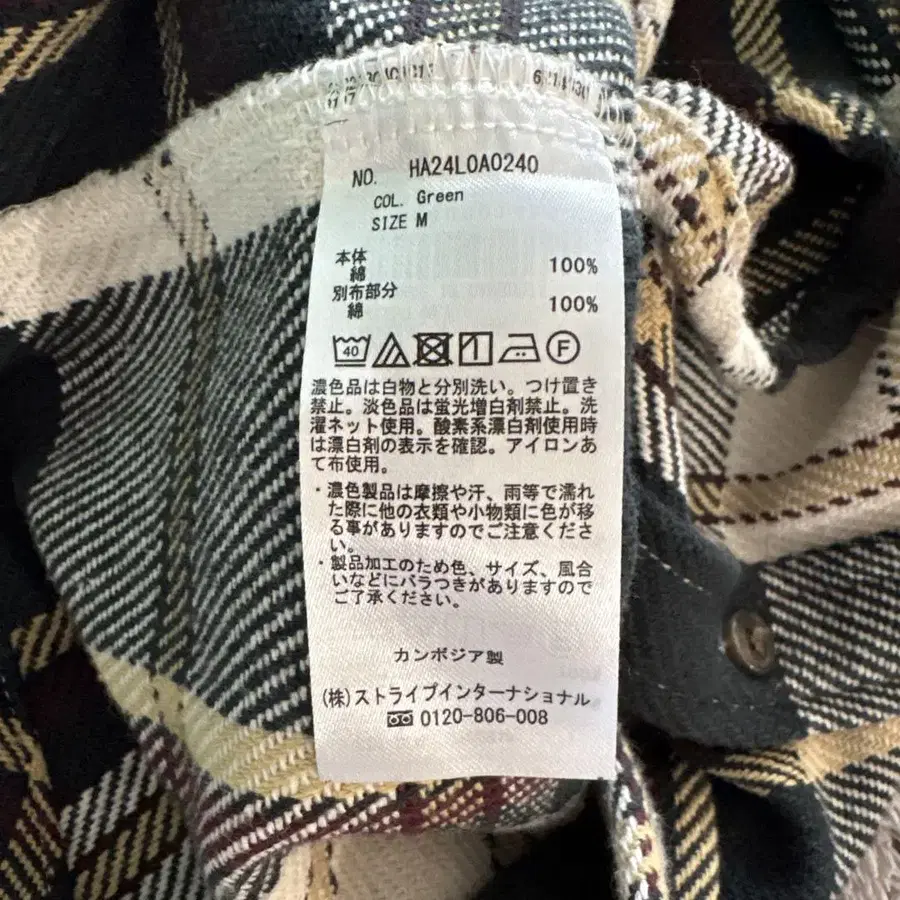 NO. HA24L0A0240
COL. Green
SIZE M
本体
綿 100%
別布部分
綿 100%
40 F
濃色品は白物と分別洗い。つけ置き
禁止。淡色品は蛍光増白剤禁止。洗
濯ネット使用。酸素系漂白剤使用時
は漂白剤の表示を確認。アイロンあ
て布使用。
・濃色製品は摩擦や汗、雨等で濡れ
た際に他の衣類や小物類に色が移
る事がありますのでご注意くださ
い。
・製品加工のため色、サイズ、風合
いなどにバラつきがありますので
ご了承ください。
カンボジア製
(株)ストライプインターナショナル
0120-806-008